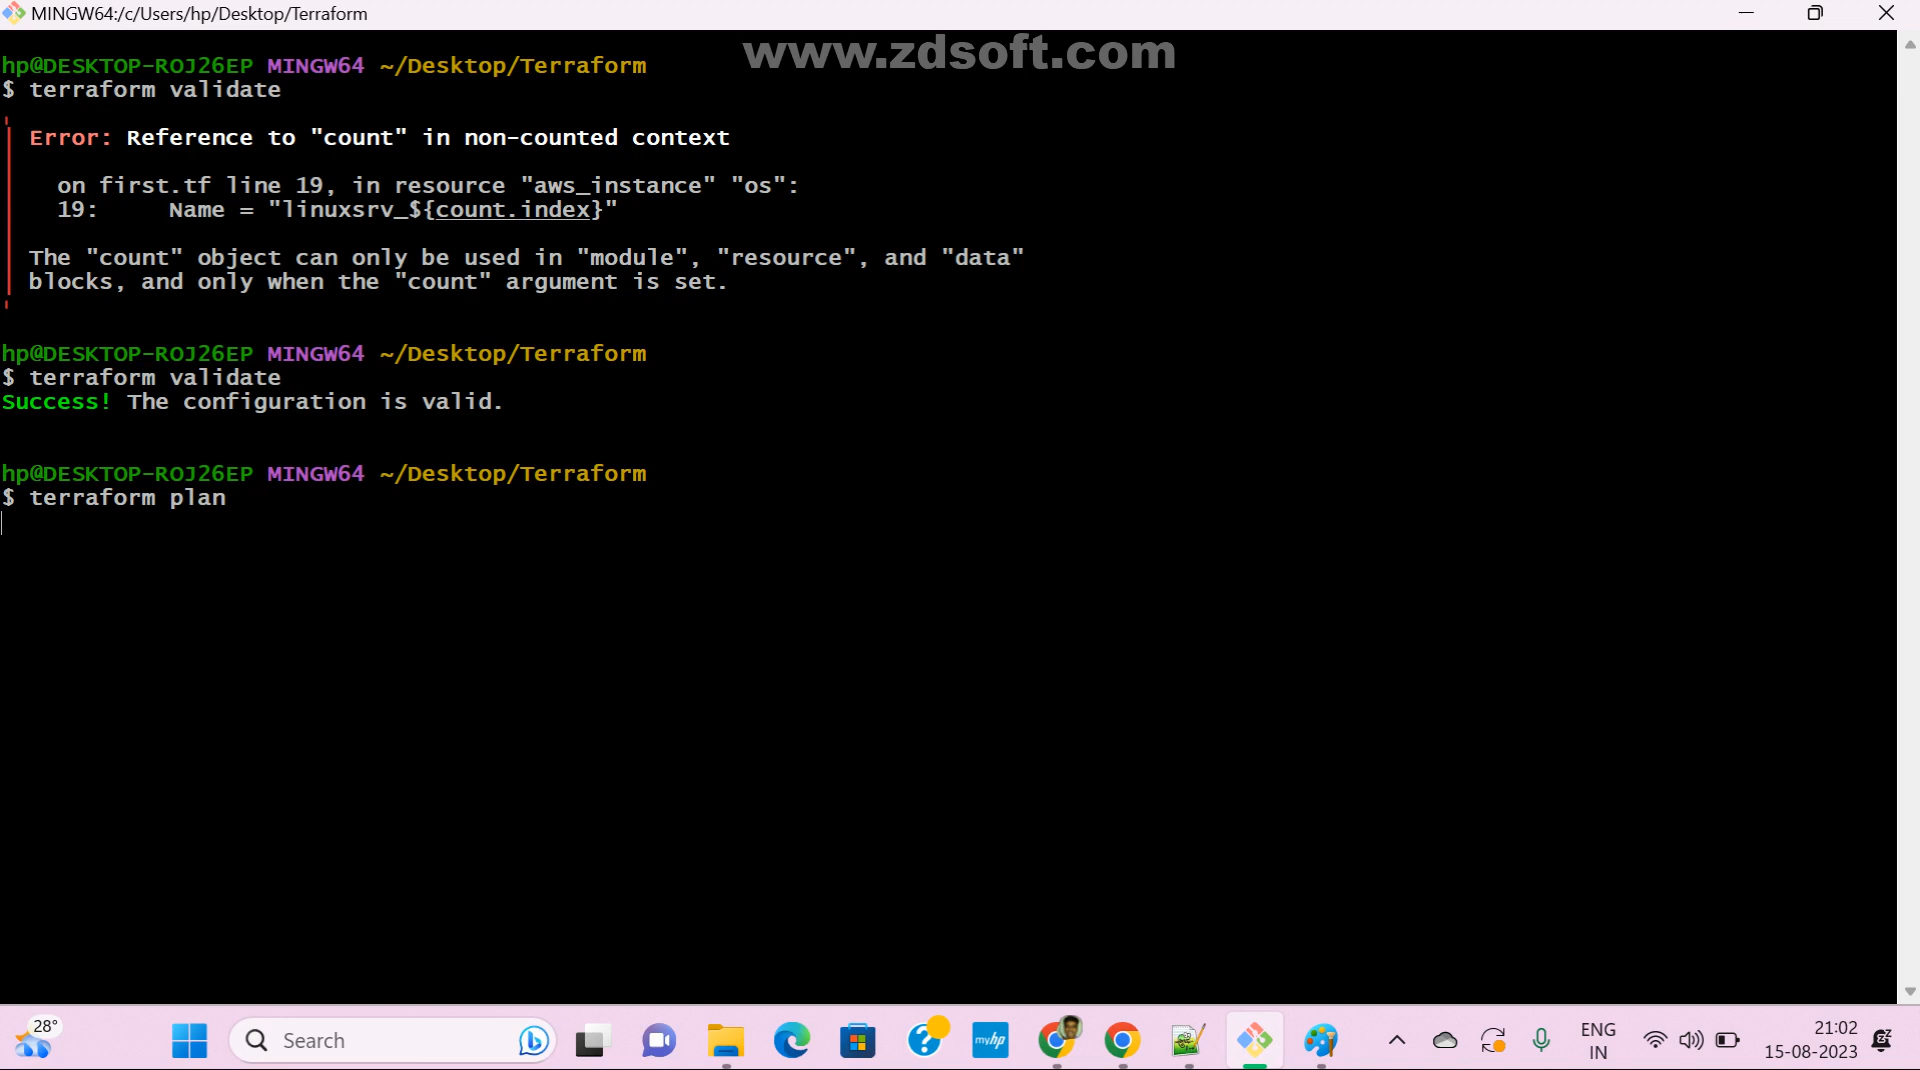 MINGW64:/c/Users/hp/Desktop/Terraform
www.zdsoft.com
hp@DESKTOP-ROJ26EP MINGW64 ~/Desktop/Terraform
$ terraform validate
Error: Reference to "count" in non-counted context
on first.tf line 19, in resource "aws_instance" "os":
19:     Name = "linuxsrv_${count.index}"
The "count" object can only be used in "module", "resource", and "data"
blocks, and only when the "count" argument is set.
hp@DESKTOP-ROJ26EP MINGW64 ~/Desktop/Terraform
$ terraform validate
Success! The configuration is valid.
hp@DESKTOP-ROJ26EP MINGW64 ~/Desktop/Terraform
$ terraform plan
28°
Search
myhp
ENG
IN
21:02
15-08-2023